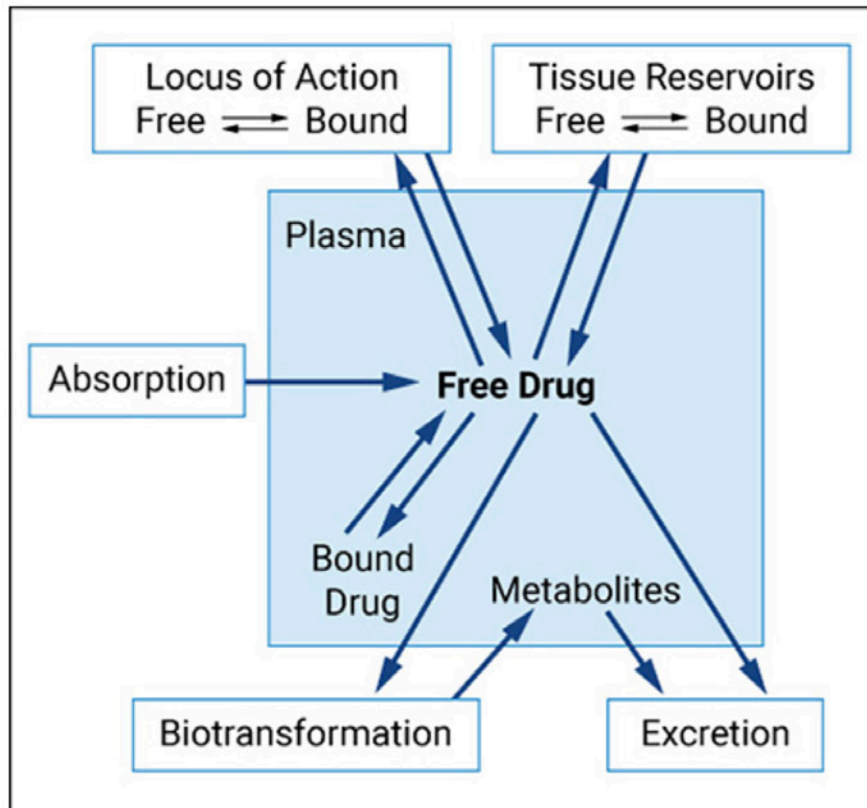 Locus of Action
Free Bound
Tissue Reservoirs
Free Bound
Plasma
Absorption
Free Drug
Bound
Drug
Metabolites
Biotransformation
Excretion